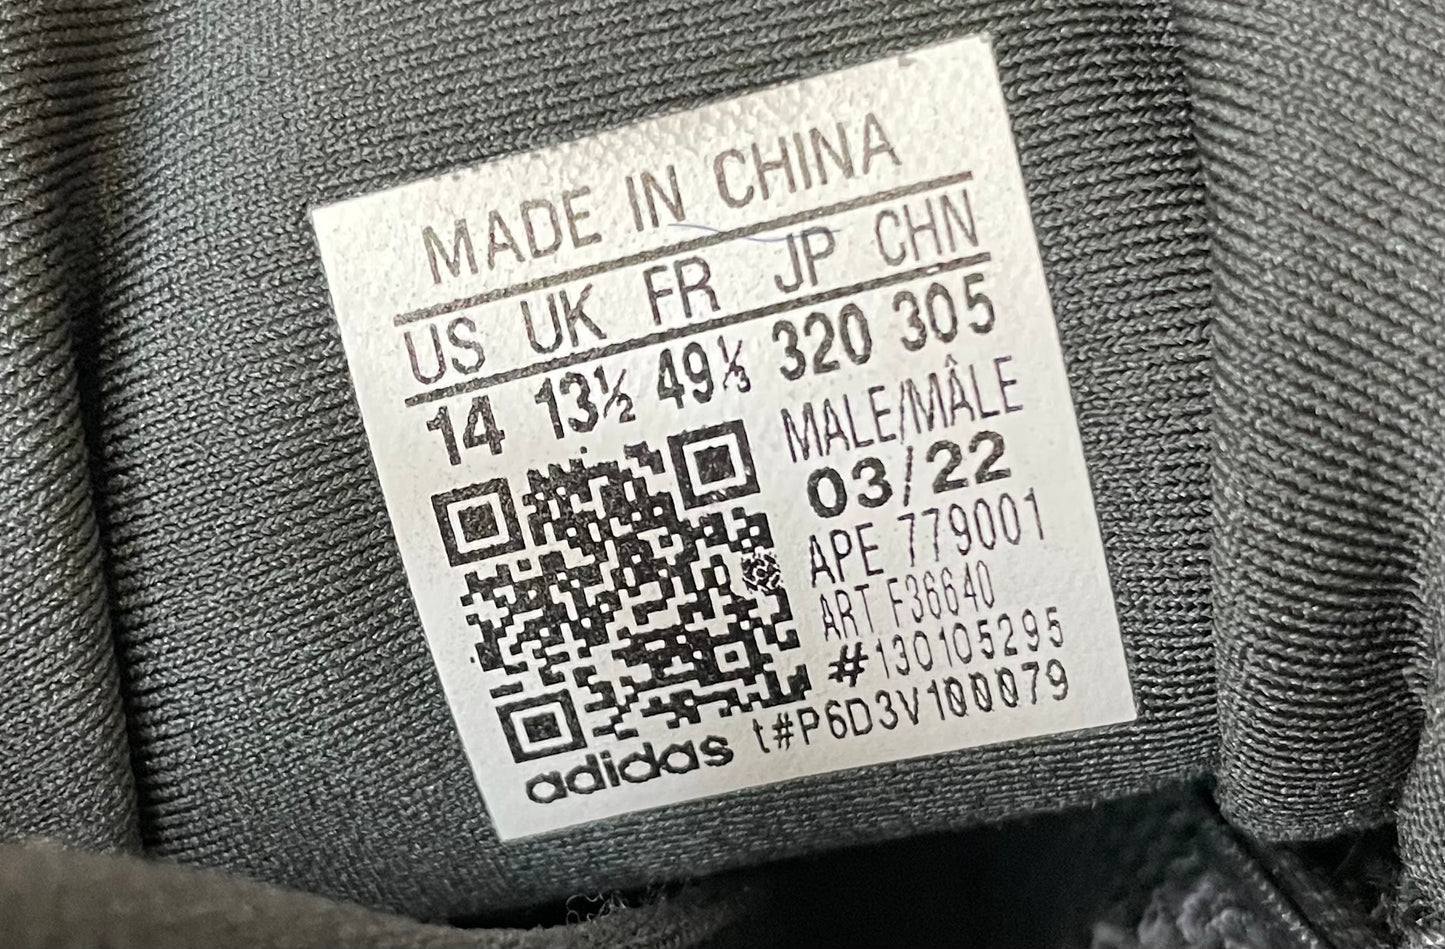 MADE IN CHINA
US UK FR JP CHN
14 13½ 49⅓ 320 305
MALE/MÂLE
03/22
APE 779001
ART F36640
#130105295
t#P6D3V100079
adidas